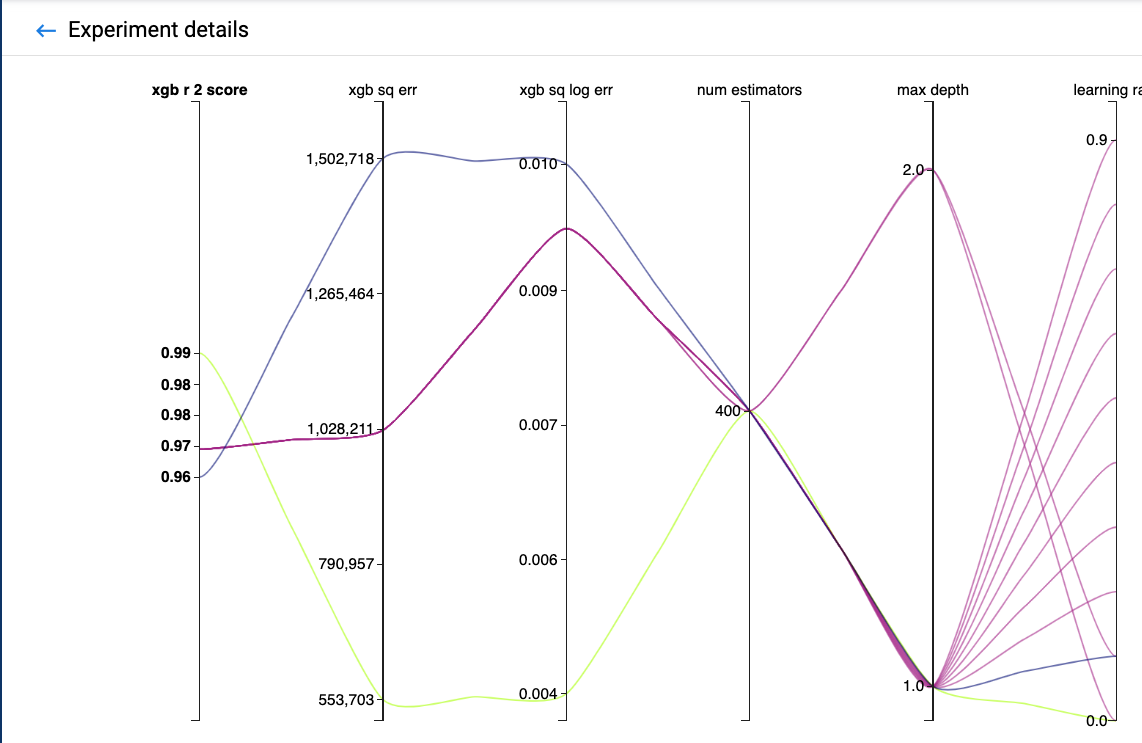 ← Experiment details
xgb r 2 score
xgb sq err
xgb sq log err
num estimators
max depth
learning ra
0.9
1,502,718
0.010
2.0
1,265,464
0.009
0.99
0.98
0.98
400
1,028,211
0.007
0.97
0.96
790,957
0.006
1.0
553,703
0.004
0.0